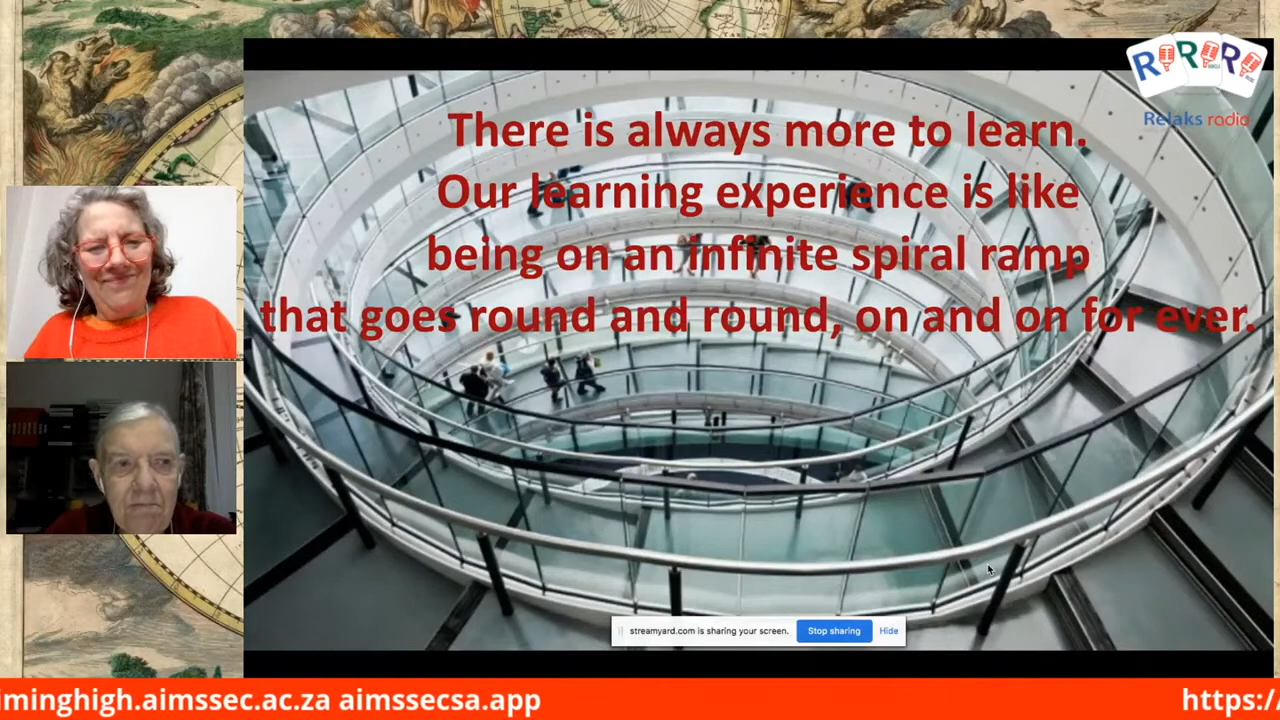 There is always more to learn.
Our learning experience is like
being on an infinite spiral ramp
that goes round and round, on and on for ever.
Relaks radio
streamyard.com is sharing your screen. Stop sharing Hide
iminghigh.aimssec.ac.za aimssecsa.app https:/